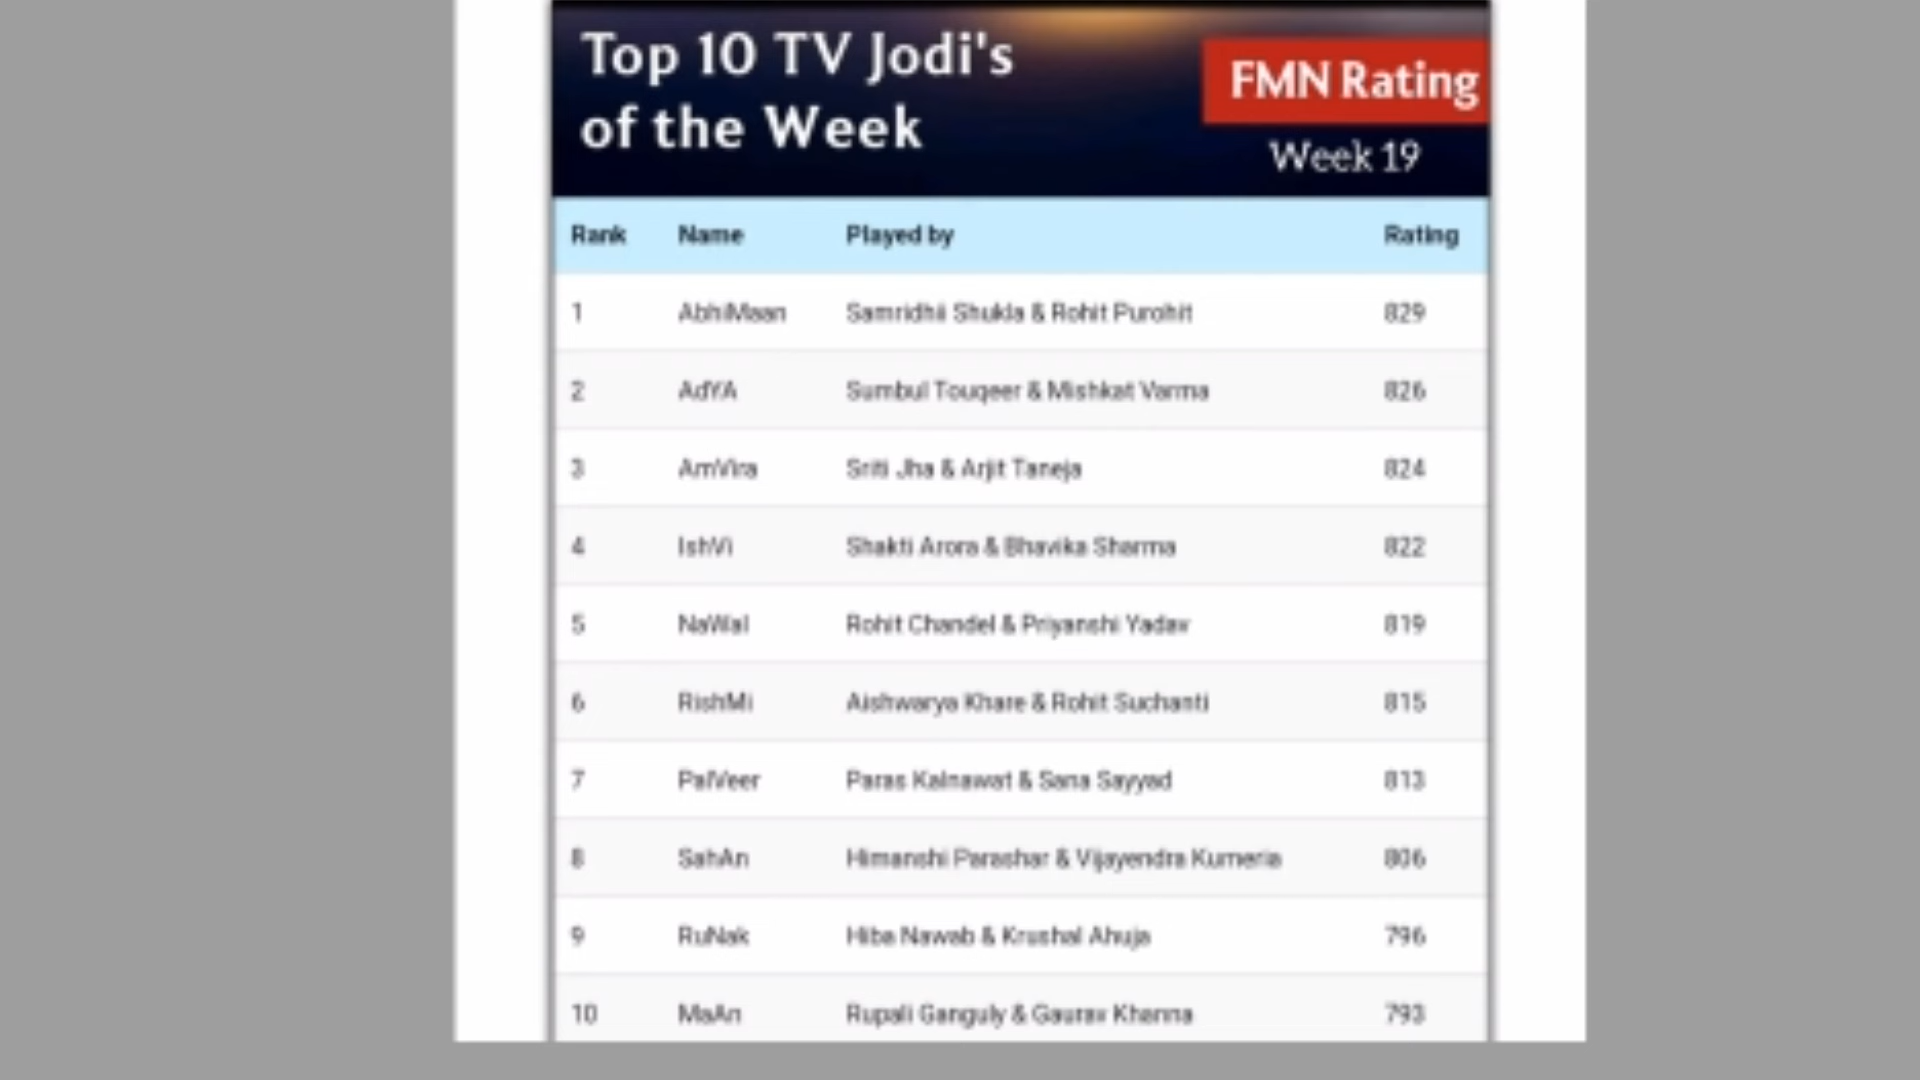 Top 10 TV Jodi's
of the Week
FMN Rating
Week 19
Rank Name Played by Rating
1 AbhiMaan Samridhii Shukla & Rohit Purohit 829
2 AdYA Sumbul Touqeer & Mishkat Varma 826
3 AmVira Sriti Jha & Arjit Taneja 824
4 IshVi Shakti Arora & Bhavika Sharma 822
5 NaWal Rohit Chandel & Priyanshi Yadav 819
6 RishMi Aishwarya Khare & Rohit Suchanti 815
7 PalVeer Paras Kalnawat & Sana Sayyad 813
8 SahAn Himanshi Parashar & Vijayendra Kumeria 806
9 RuNak Hiba Nawab & Krushal Ahuja 796
10 MaAn Rupali Ganguly & Gaurav Khanna 793